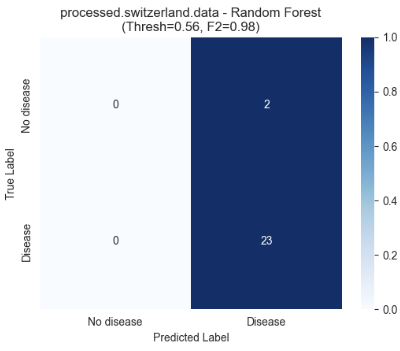 processed.switzerland.data - Random Forest
(Thresh=0.56, F2=0.98)
True Label
No disease
Disease
0
2
0
23
No disease
Disease
Predicted Label
1.0
0.8
0.6
0.4
0.2
0.0